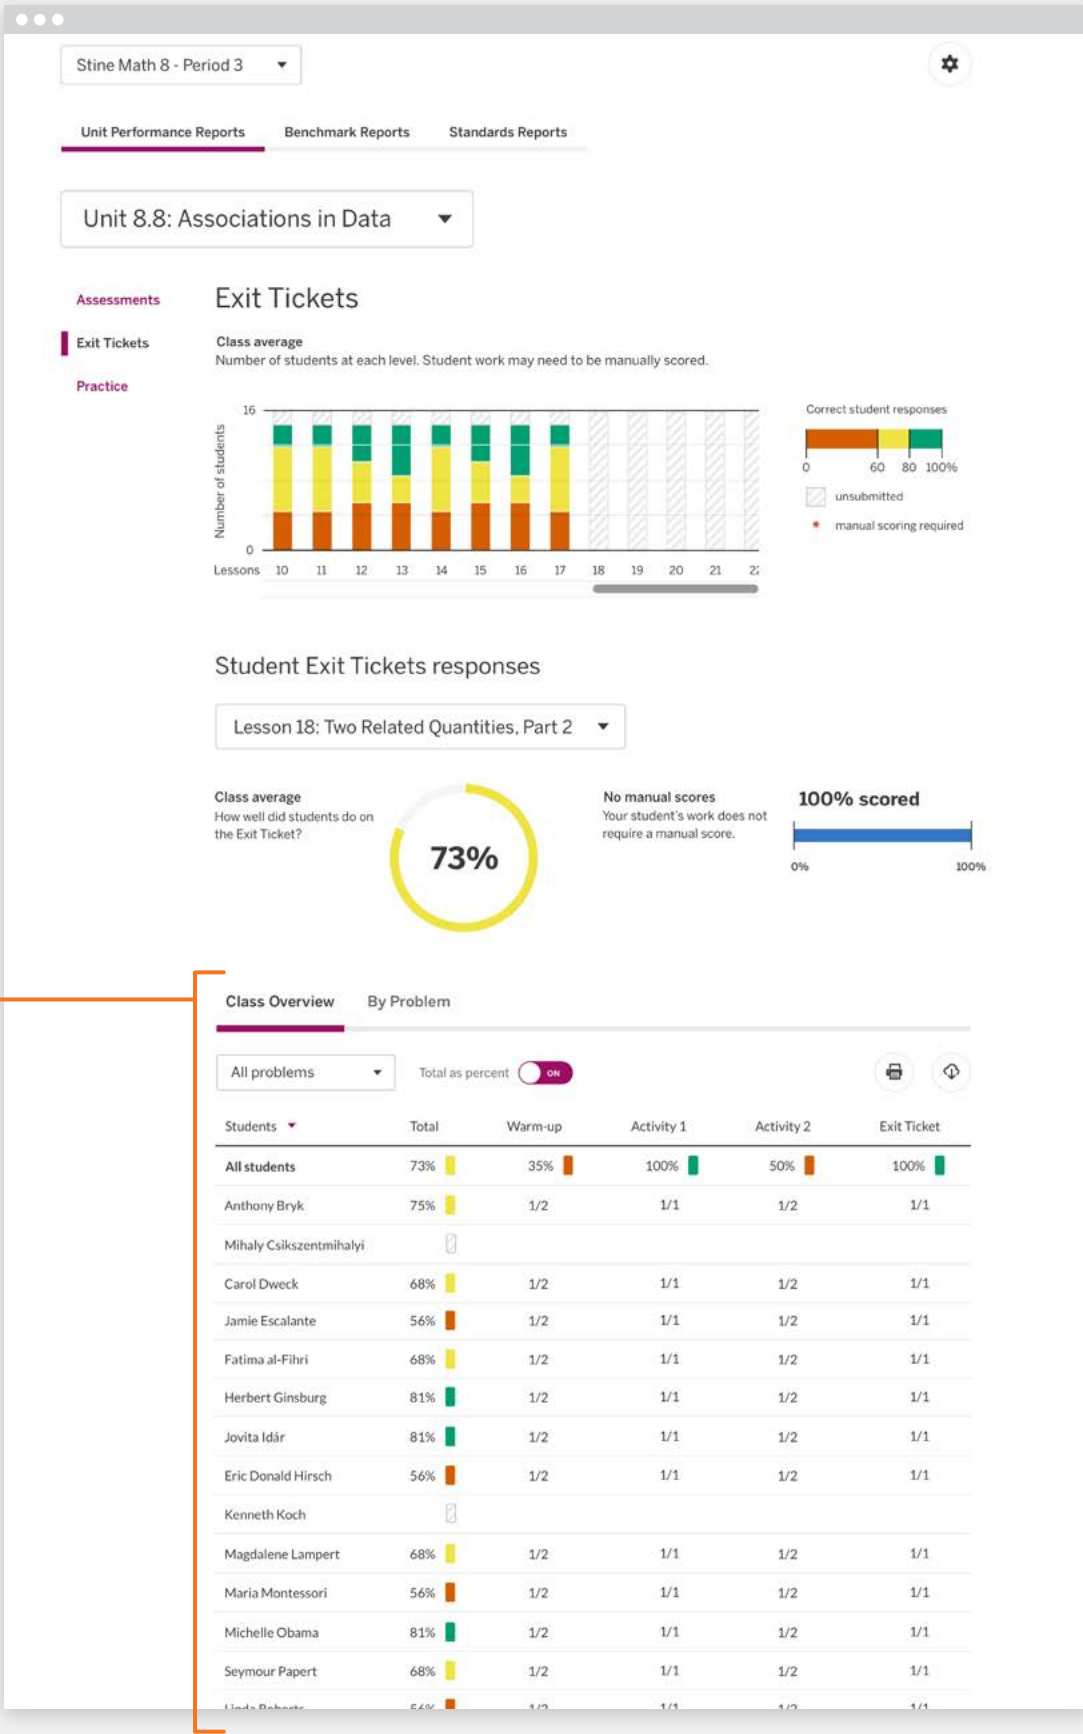 Stine Math 8 - Period 3
Unit Performance Reports Benchmark Reports Standards Reports
Unit 8.8: Associations in Data
Assessments
Exit Tickets
Practice
Exit Tickets
Class average
Number of students at each level. Student work may need to be manually scored.
16
Number of students
0
Lessons 10 11 12 13 14 15 16 17 18 19 20 21 22
Correct student responses
0 60 80 100%
unsubmitted
* manual scoring required
Student Exit Tickets responses
Lesson 18: Two Related Quantities, Part 2
Class average
How well did students do on
the Exit Ticket?
73%
No manual scores
Your student's work does not
require a manual score.
100% scored
0% 100%
Class Overview By Problem
All problems Total as percent ON
Students Total Warm-up Activity 1 Activity 2 Exit Ticket
All students 73% 35% 100% 50% 100%
Anthony Bryk 75% 1/2 1/1 1/2 1/1
Mihaly Csikszentmihalyi
Carol Dweck 68% 1/2 1/1 1/2 1/1
Jamie Escalante 56% 1/2 1/1 1/2 1/1
Fatima al-Fihri 68% 1/2 1/1 1/2 1/1
Herbert Ginsburg 81% 1/2 1/1 1/2 1/1
Jovita Idár 81% 1/2 1/1 1/2 1/1
Eric Donald Hirsch 56% 1/2 1/1 1/2 1/1
Kenneth Koch
Magdalene Lampert 68% 1/2 1/1 1/2 1/1
Maria Montessori 56% 1/2 1/1 1/2 1/1
Michelle Obama 81% 1/2 1/1 1/2 1/1
Seymour Papert 68% 1/2 1/1 1/2 1/1
Linda Roberts 56% 1/2 1/1 1/2 1/1